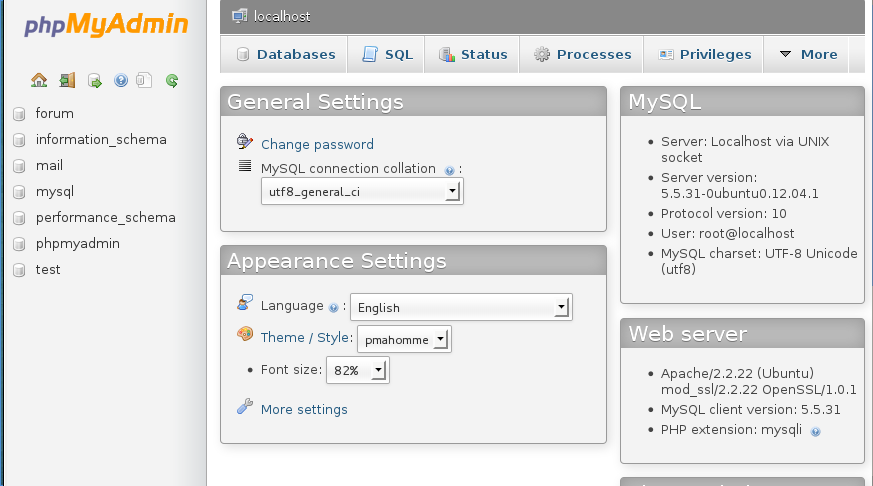 phpMyAdmin
forum
information_schema
mail
mysql
performance_schema
phpmyadmin
test
localhost
Databases
SQL
Status
Processes
Privileges
More
General Settings
Change password
MySQL connection collation :
utf8_general_ci
Appearance Settings
Language :
English
Theme / Style:
pmahomme
• Font size:
82%
More settings
MySQL
• Server: Localhost via UNIX
socket
• Server version:
5.5.31-0ubuntu0.12.04.1
• Protocol version: 10
• User: root@localhost
• MySQL charset: UTF-8 Unicode
(utf8)
Web server
• Apache/2.2.22 (Ubuntu)
mod_ssl/2.2.22 OpenSSL/1.0.1
• MySQL client version: 5.5.31
• PHP extension: mysqli